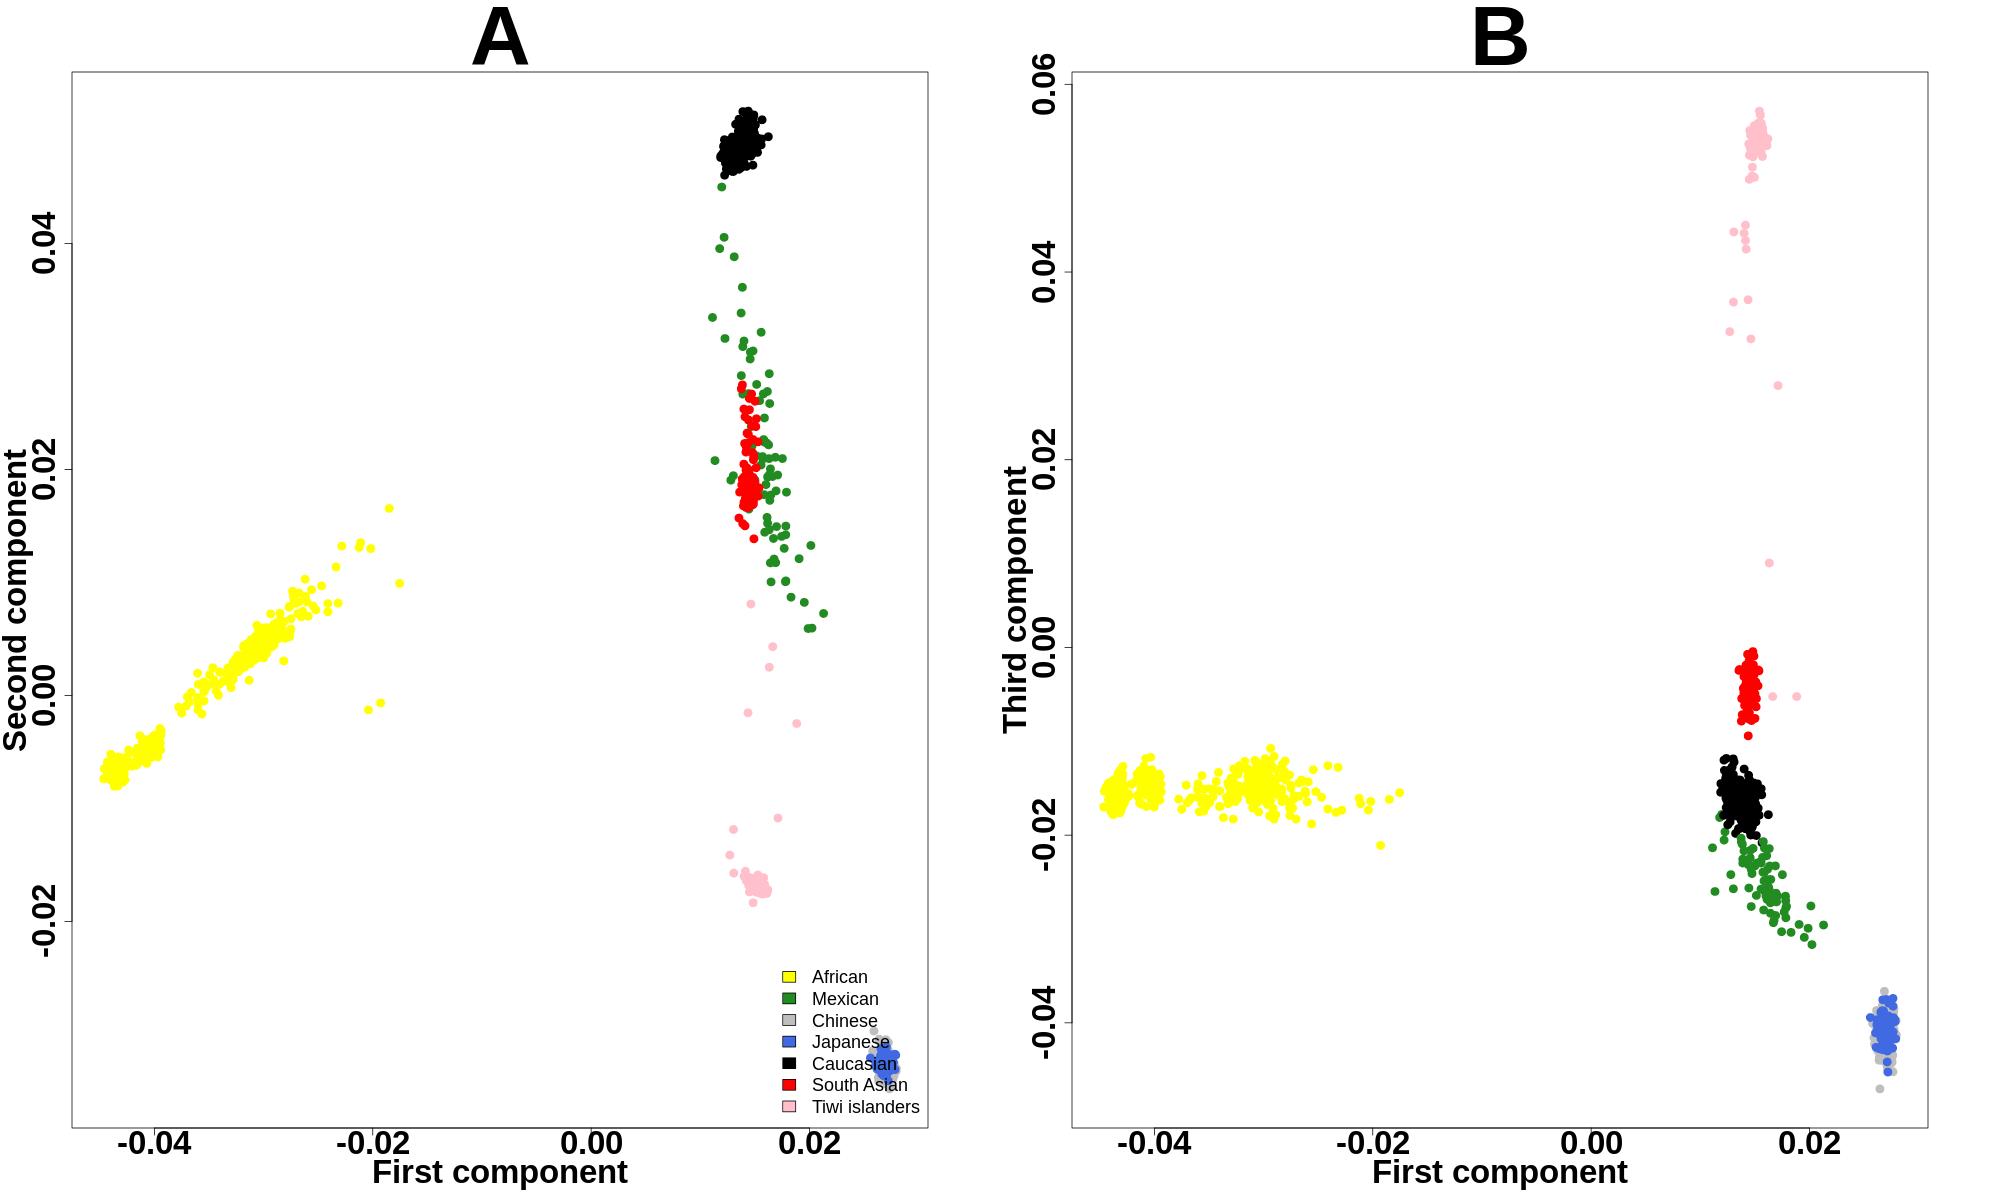 A
Second component
0.04
0.02
0.00
-0.02
-0.04
-0.02
0.00
0.02
First component
African
Mexican
Chinese
Japanese
Caucasian
South Asian
Tiwi islanders
B
Third component
0.06
0.04
0.02
0.00
-0.02
-0.04
-0.04
-0.02
0.00
0.02
First component